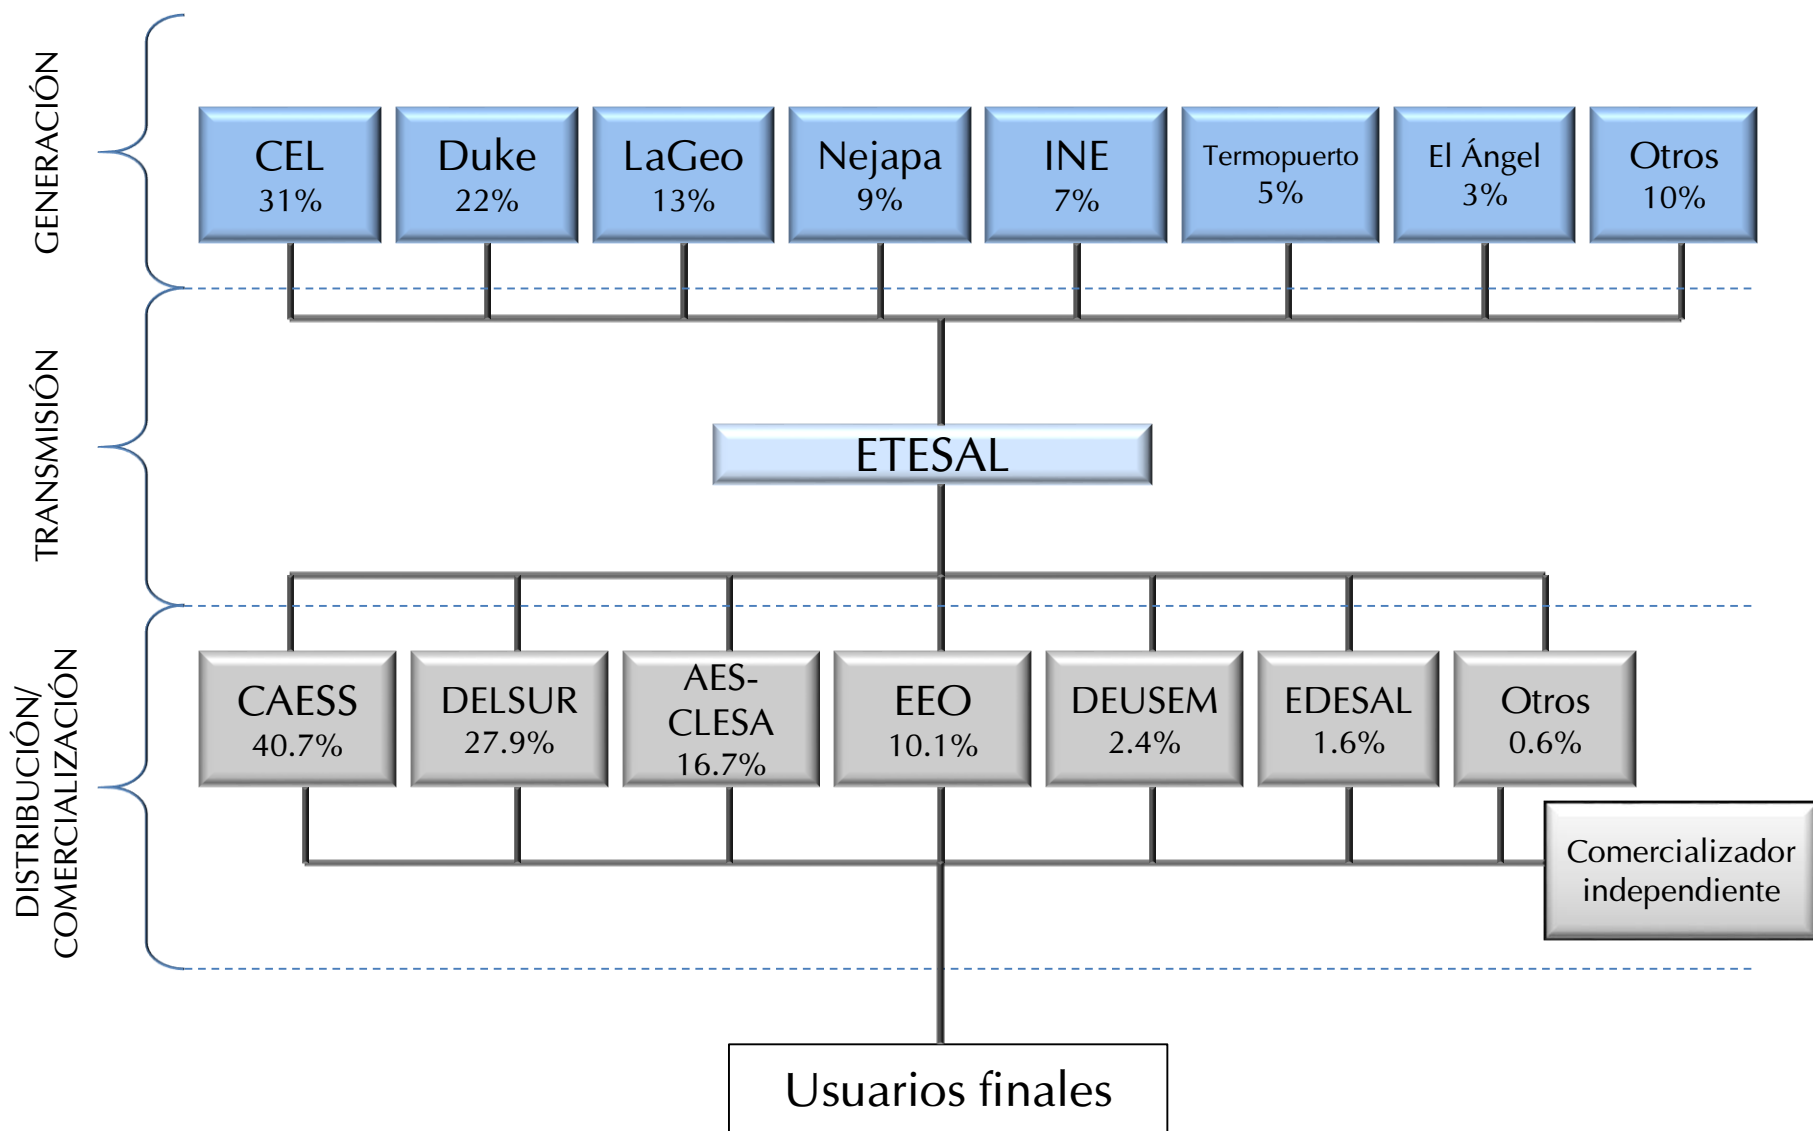 GENERACIÓN
CEL
31%
Duke
22%
LaGeo
13%
Nejapa
9%
INE
7%
Termopuerto
5%
El Ángel
3%
Otros
10%
TRANSMISIÓN
ETESAL
DISTRIBUCIÓN/
COMERCIALIZACIÓN
CAESS
40.7%
DELSUR
27.9%
AES-
CLESA
16.7%
EEO
10.1%
DEUSEM
2.4%
EDESAL
1.6%
Otros
0.6%
Comercializador
independiente
Usuarios finales